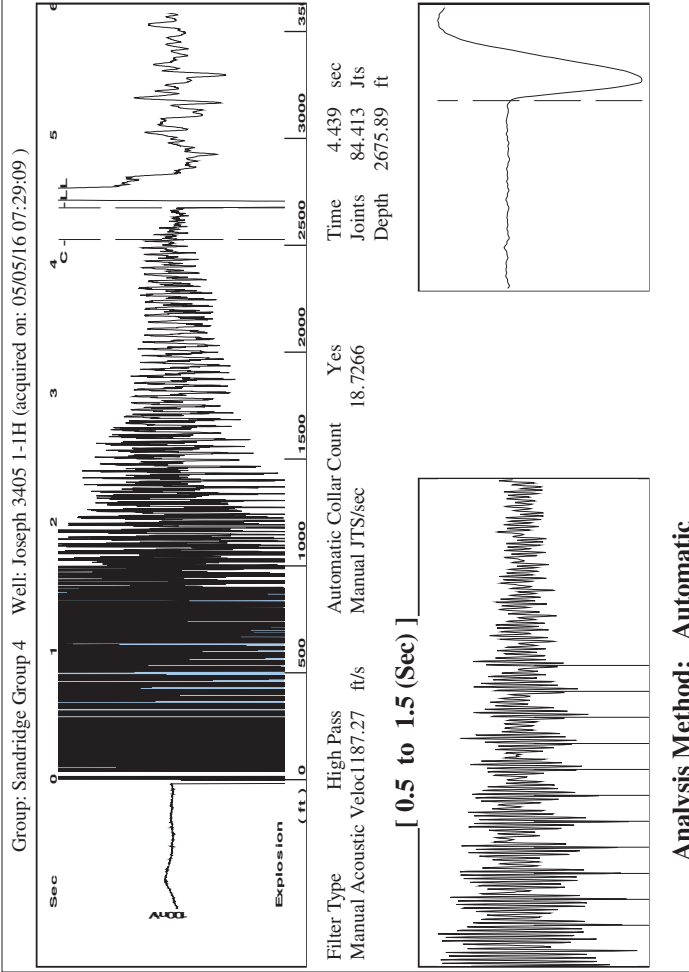 Group: Sandridge Group 4 Well: Joseph 3405 1-1H (acquired on: 05/05/16 07:29:09 )
Sec 0 1 2 3 4 5 6
100mV
C
LL
Explosion
( ft ) 0 500 1000 1500 2000 2500 3000 350
Filter Type High Pass Automatic Collar Count Yes Time 4.439 sec
Manual Acoustic Veloc1187.27 ft/s Manual JTS/sec 18.7266 Joints 84.413 Jts
Depth 2675.89 ft
[ 0.5 to 1.5 (Sec) ]
Analysis Method: Automatic